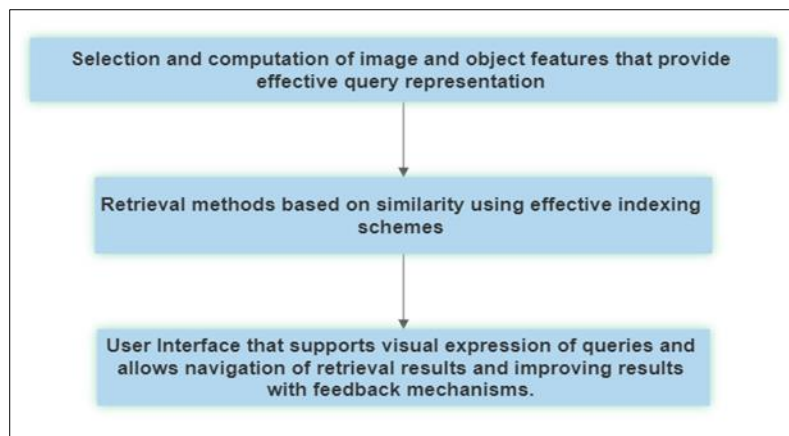 Selection and computation of image and object features that provide
effective query representation
Retrieval methods based on similarity using effective indexing
schemes
User Interface that supports visual expression of queries and
allows navigation of retrieval results and improving results
with feedback mechanisms.